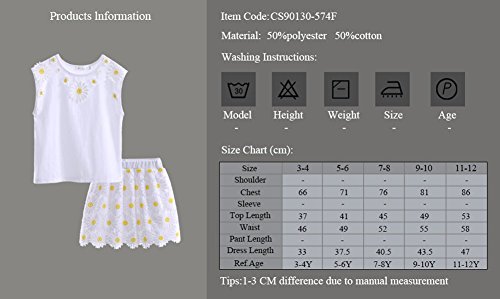 Products lnformation
Item Code:CS90130-574F
Material: 50%polyester 50%cotton
Washing Instructions:
30 P
Model Height Weight Size Age
- - - - -
Size Chart (cm):
Size 3-4 5-6 7-8 9-10 11-12
Shoulder -
Chest 66 71 76 81 86
Sleeve -
Top Length 37 41 45 49 53
Waist 46 49 52 55 58
Pant Length -
Dress Length 33 37.5 40.5 43.5 47
Ref.Age 3-4Y 5-6Y 7-8Y 9-10Y 11-12Y
Tips:1-3 CM difference due to manual measurement